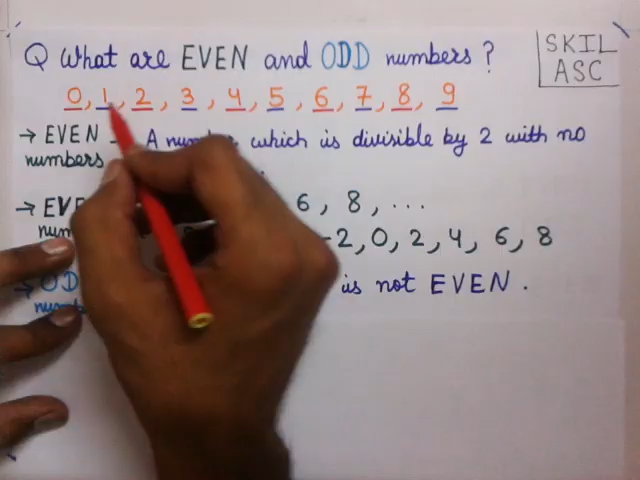 Q What are EVEN and ODD numbers ?
SKIL
ASC
0, 1, 2, 3, 4, 5, 6, 7, 8, 9
→ EVEN - A number which is divisible by 2 with no
numbers
→ 6, 8, ...
-2, 0, 2, 4, 6, 8
→ is not EVEN.